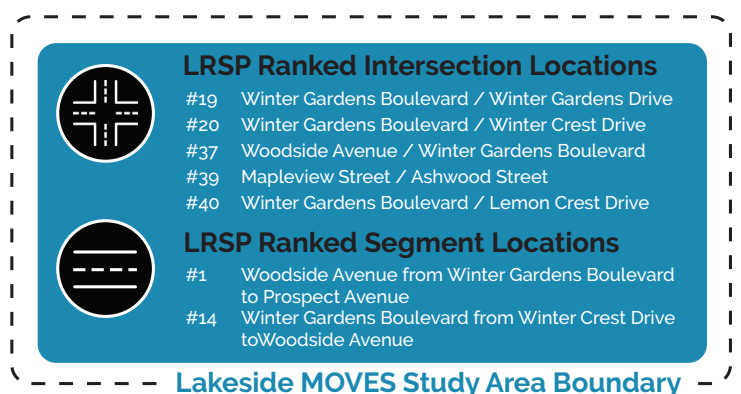 LRSP Ranked Intersection Locations
#19 Winter Gardens Boulevard / Winter Gardens Drive
#20 Winter Gardens Boulevard / Winter Crest Drive
#37 Woodside Avenue / Winter Gardens Boulevard
#39 Mapleview Street / Ashwood Street
#40 Winter Gardens Boulevard / Lemon Crest Drive
LRSP Ranked Segment Locations
#1 Woodside Avenue from Winter Gardens Boulevard
to Prospect Avenue
#14 Winter Gardens Boulevard from Winter Crest Drive
toWoodside Avenue
Lakeside MOVES Study Area Boundary